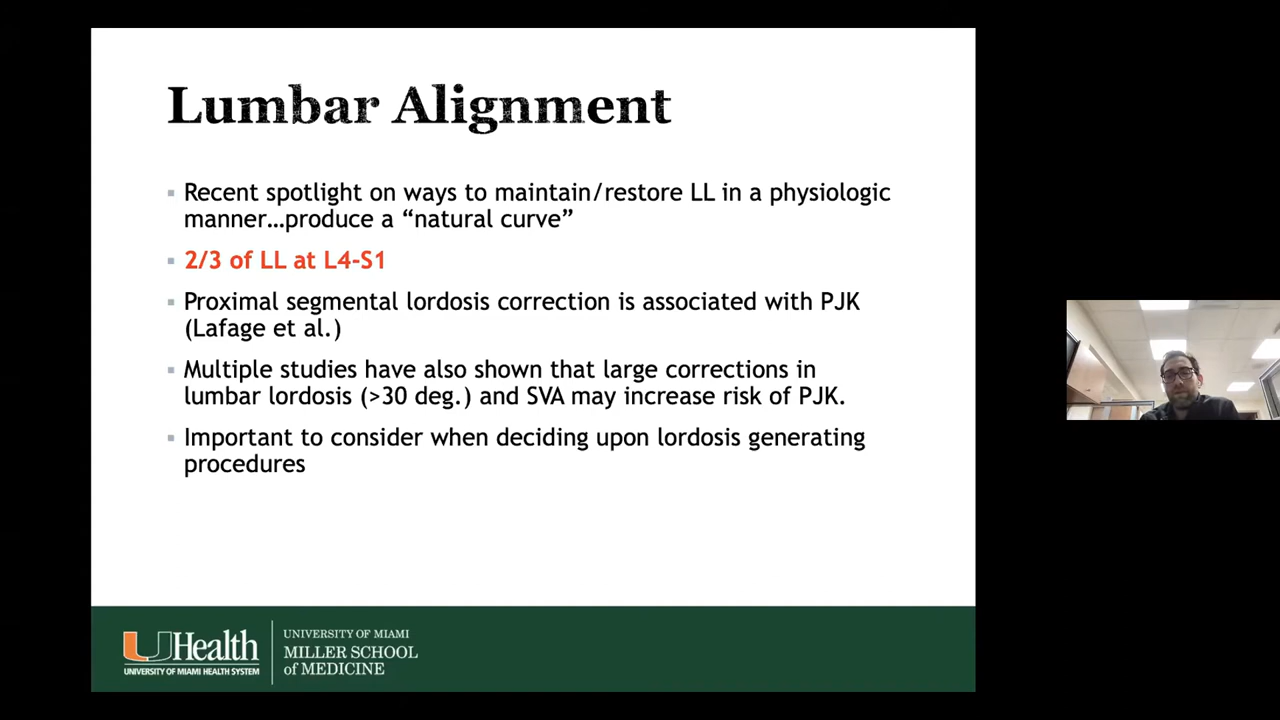 Lumbar Alignment
▪ Recent spotlight on ways to maintain/restore LL in a physiologic
manner…produce a “natural curve”
▪ 2/3 of LL at L4-S1
▪ Proximal segmental lordosis correction is associated with PJK
(Lafage et al.)
▪ Multiple studies have also shown that large corrections in
lumbar lordosis (>30 deg.) and SVA may increase risk of PJK.
▪ Important to consider when deciding upon lordosis generating
procedures
UHealth
UNIVERSITY OF MIAMI HEALTH SYSTEM
UNIVERSITY OF MIAMI
MILLER SCHOOL
of MEDICINE